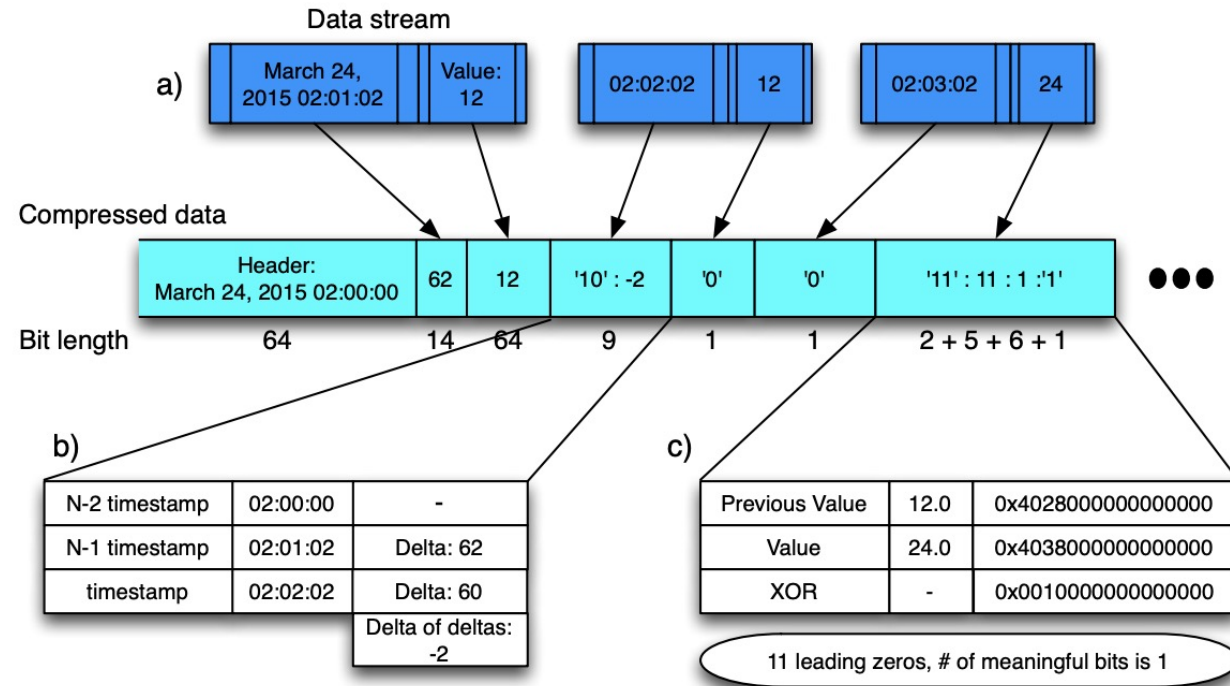 Data stream
a)
March 24,
2015 02:01:02
Value:
12
02:02:02
12
02:03:02
24
Compressed data
Header:
March 24, 2015 02:00:00
62
12
'10' : -2
'0'
'0'
'11' : 11 : 1 :'1'
Bit length
64
14
64
9
1
1
2 + 5 + 6 + 1
b)
N-2 timestamp 02:00:00 -
N-1 timestamp 02:01:02 Delta: 62
timestamp 02:02:02 Delta: 60
Delta of deltas:
-2
c)
Previous Value 12.0 0x4028000000000000
Value 24.0 0x4038000000000000
XOR - 0x0010000000000000
11 leading zeros, # of meaningful bits is 1